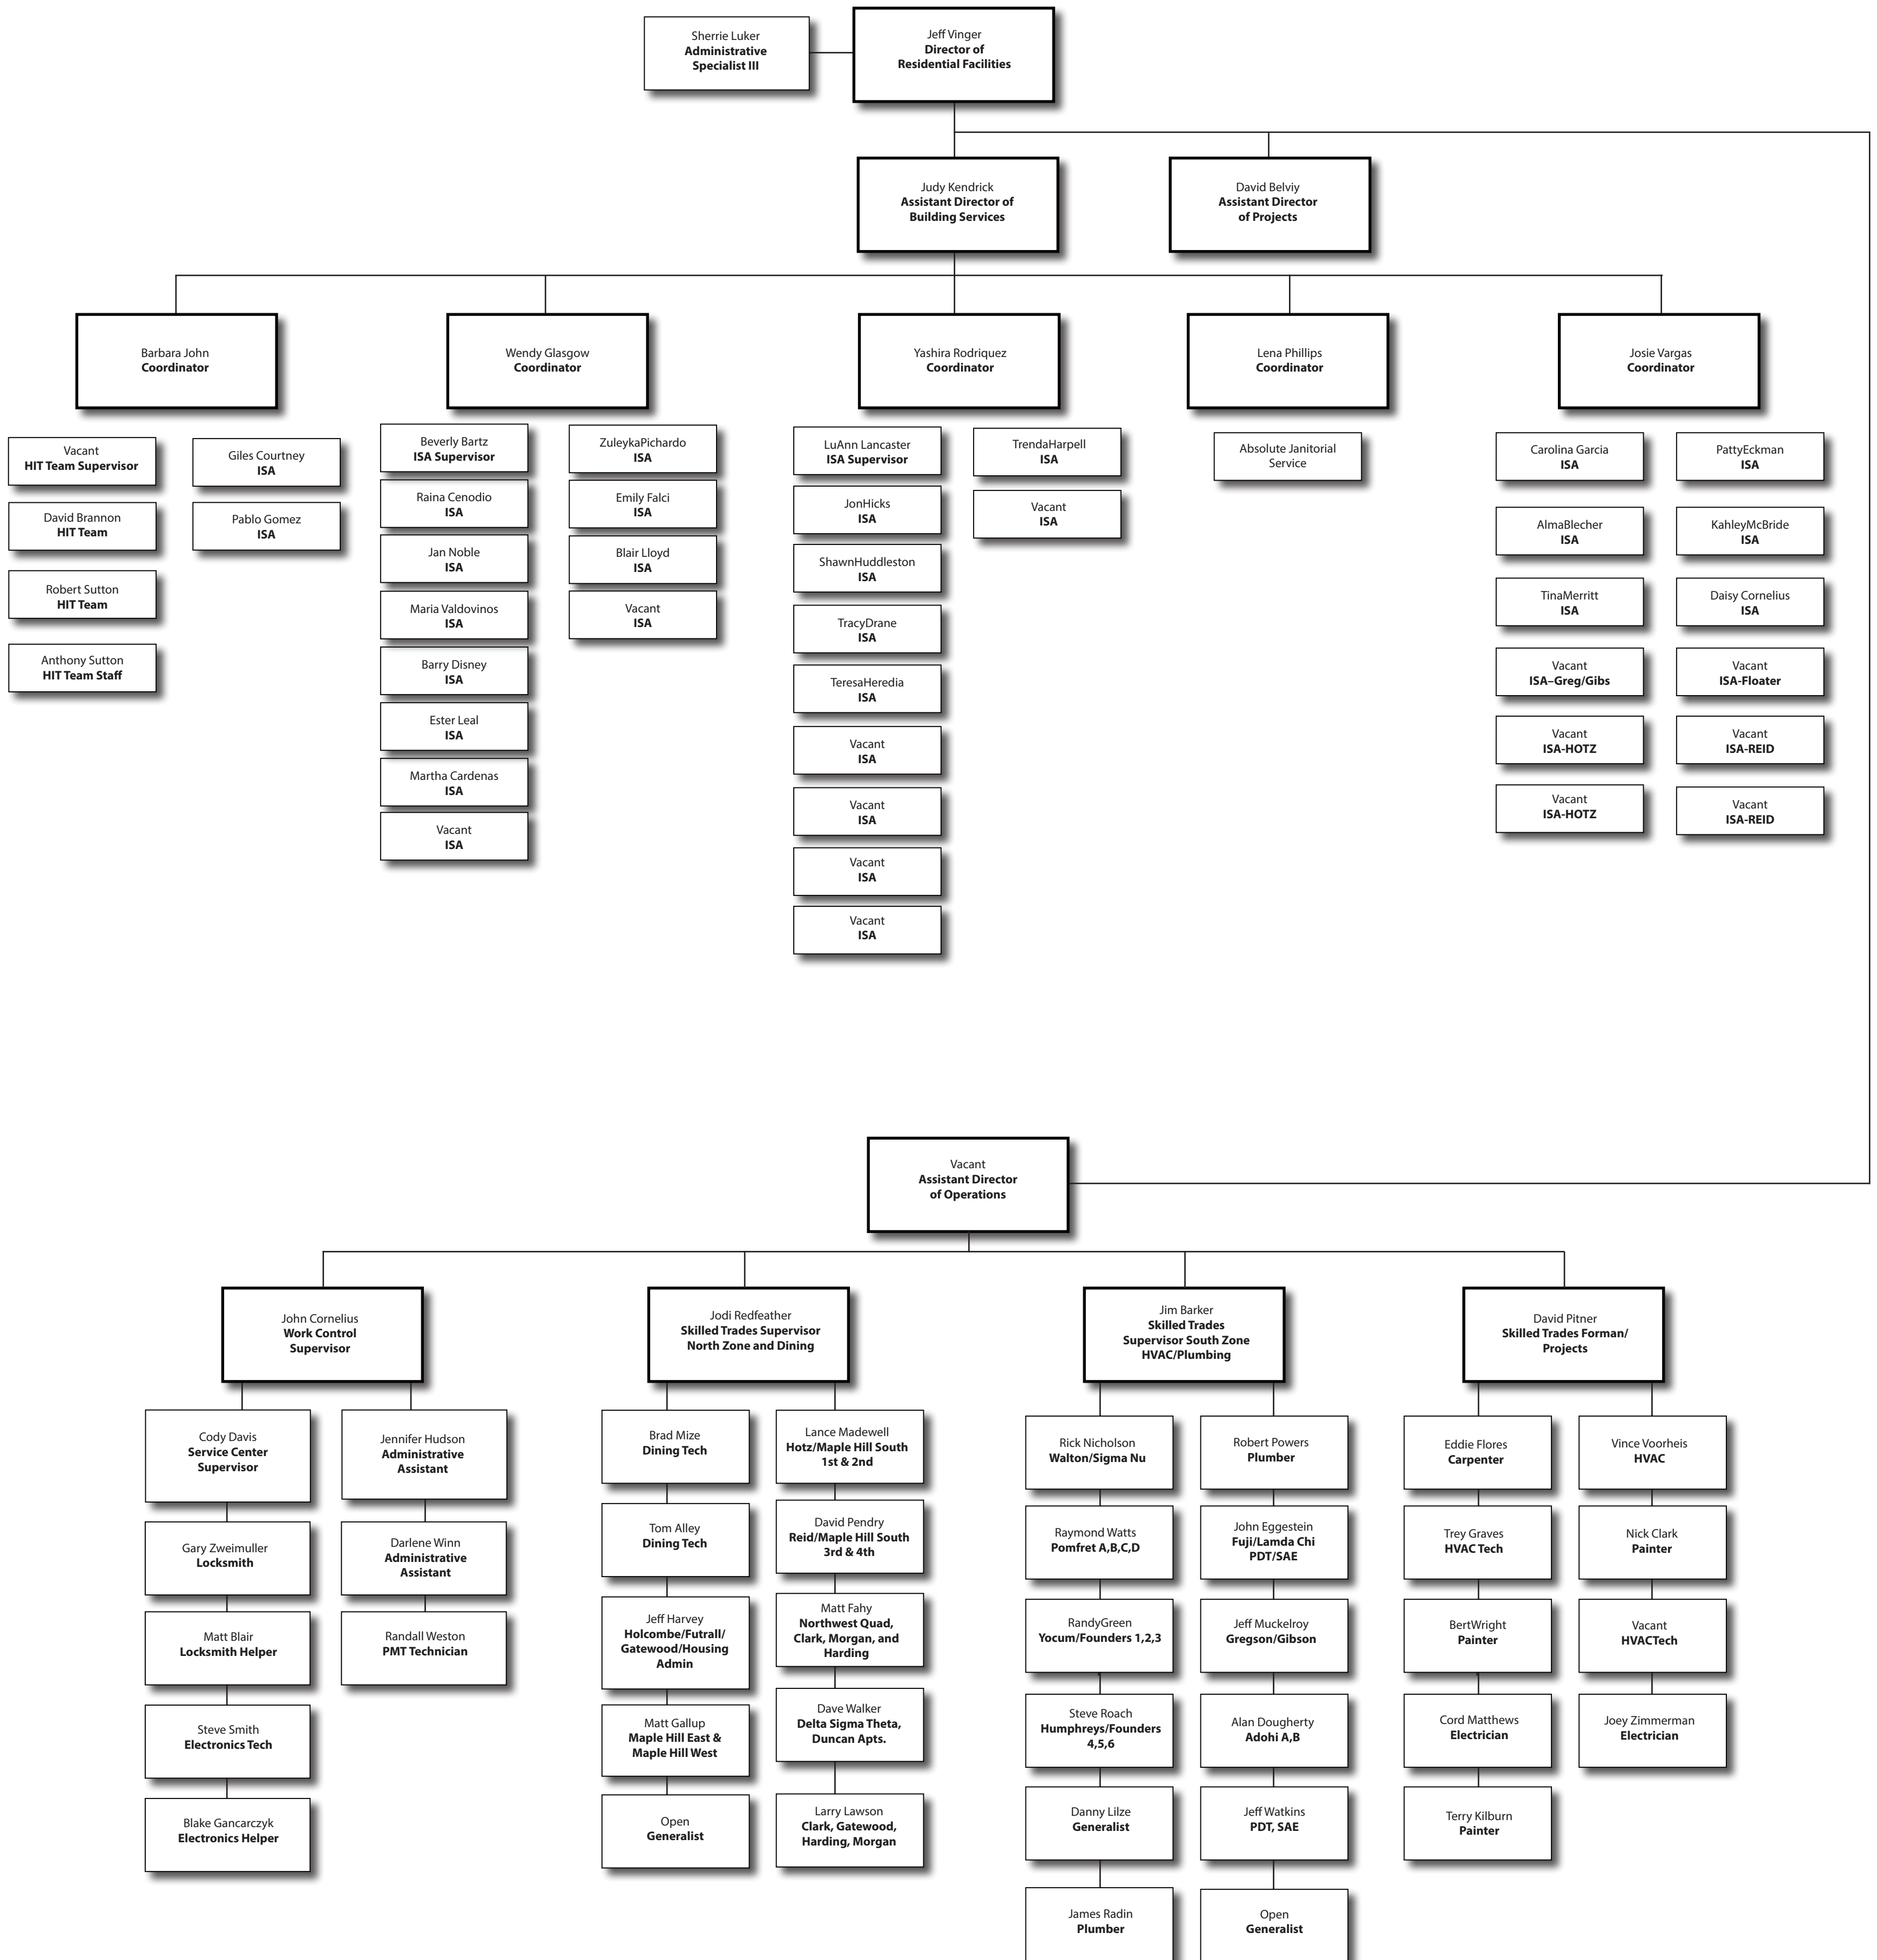 Sherrie Luker
Administrative
Specialist III
Jeff Vinger
Director of
Residential Facilities
Judy Kendrick
Assistant Director of
Building Services
David Belviy
Assistant Director
of Projects
Barbara John
Coordinator
Wendy Glasgow
Coordinator
Yashira Rodriquez
Coordinator
Lena Phillips
Coordinator
Josie Vargas
Coordinator
Vacant
HIT Team Supervisor
David Brannon
HIT Team
Robert Sutton
HIT Team
Anthony Sutton
HIT Team Staff
Giles Courtney
ISA
Pablo Gomez
ISA
Beverly Bartz
ISA Supervisor
Raina Cenodio
ISA
Jan Noble
ISA
Maria Valdovinos
ISA
Barry Disney
ISA
Ester Leal
ISA
Martha Cardenas
ISA
Vacant
ISA
ZuleykaPichardo
ISA
Emily Falci
ISA
Blair Lloyd
ISA
Vacant
ISA
LuAnn Lancaster
ISA Supervisor
JonHicks
ISA
ShawnHuddleston
ISA
TracyDrane
ISA
TeresaHeredia
ISA
Vacant
ISA
Vacant
ISA
Vacant
ISA
Vacant
ISA
TrendaHarpell
ISA
Vacant
ISA
Absolute Janitorial
Service
Carolina Garcia
ISA
AlmaBlecher
ISA
TinaMerritt
ISA
Vacant
ISA–Greg/Gibs
Vacant
ISA-HOTZ
Vacant
ISA-HOTZ
PattyEckman
ISA
KahleyMcBride
ISA
Daisy Cornelius
ISA
Vacant
ISA-Floater
Vacant
ISA-REID
Vacant
ISA-REID
Vacant
Assistant Director
of Operations
John Cornelius
Work Control
Supervisor
Jodi Redfeather
Skilled Trades Supervisor
North Zone and Dining
Jim Barker
Skilled Trades
Supervisor South Zone
HVAC/Plumbing
David Pitner
Skilled Trades Forman/
Projects
Cody Davis
Service Center
Supervisor
Gary Zweimuller
Locksmith
Matt Blair
Locksmith Helper
Steve Smith
Electronics Tech
Blake Gancarczyk
Electronics Helper
Jennifer Hudson
Administrative
Assistant
Darlene Winn
Administrative
Assistant
Randall Weston
PMT Technician
Brad Mize
Dining Tech
Tom Alley
Dining Tech
Jeff Harvey
Holcombe/Futrall/
Gatewood/Housing
Admin
Matt Gallup
Maple Hill East &
Maple Hill West
Open
Generalist
Lance Madewell
Hotz/Maple Hill South
1st & 2nd
David Pendry
Reid/Maple Hill South
3rd & 4th
Matt Fahy
Northwest Quad,
Clark, Morgan, and
Harding
Dave Walker
Delta Sigma Theta,
Duncan Apts.
Larry Lawson
Clark, Gatewood,
Harding, Morgan
Rick Nicholson
Walton/Sigma Nu
Raymond Watts
Pomfret A,B,C,D
RandyGreen
Yocum/Founders 1,2,3
Steve Roach
Humphreys/Founders
4,5,6
Danny Lilze
Generalist
James Radin
Plumber
Robert Powers
Plumber
John Eggestein
Fuji/Lamda Chi
PDT/SAE
Jeff Muckelroy
Gregson/Gibson
Alan Dougherty
Adohi A,B
Jeff Watkins
PDT, SAE
Open
Generalist
Eddie Flores
Carpenter
Trey Graves
HVAC Tech
BertWright
Painter
Cord Matthews
Electrician
Terry Kilburn
Painter
Vince Voorheis
HVAC
Nick Clark
Painter
Vacant
HVACTech
Joey Zimmerman
Electrician